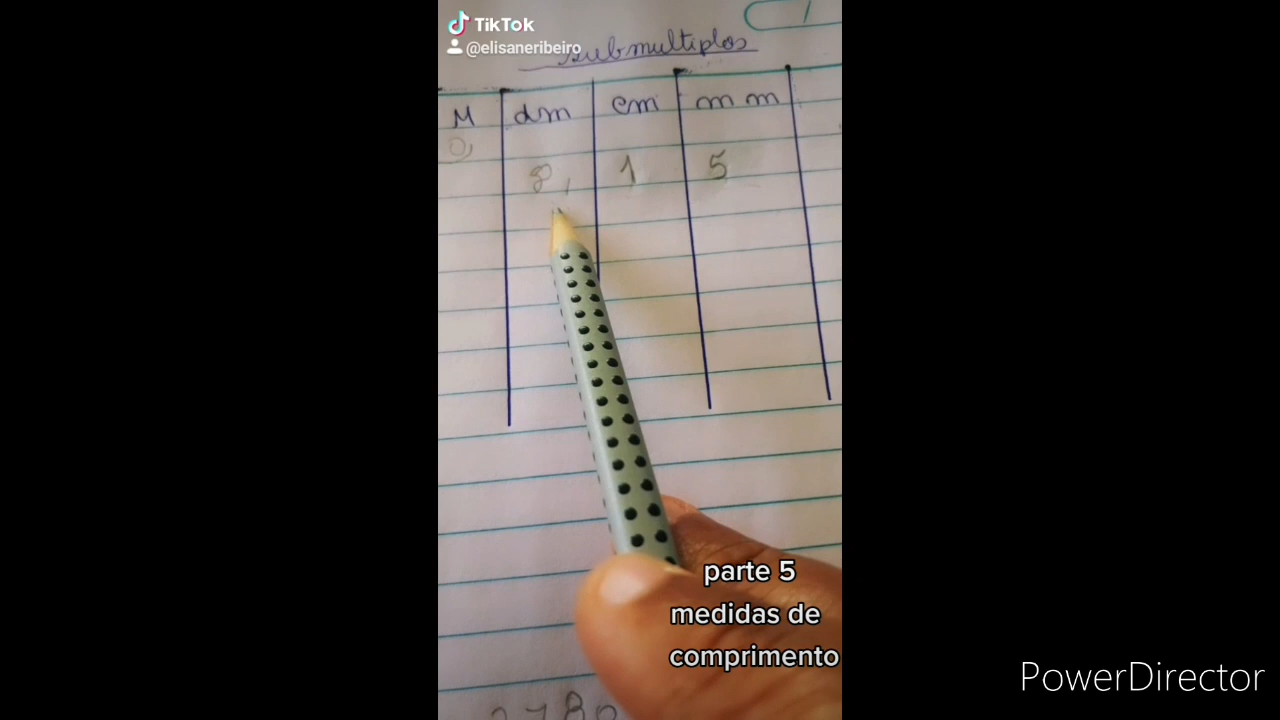 TikTok
@elisaneribeiro
submultiplos
M dm cm mm
0,
8, 1 5
parte 5
medidas de
comprimento
PowerDirector